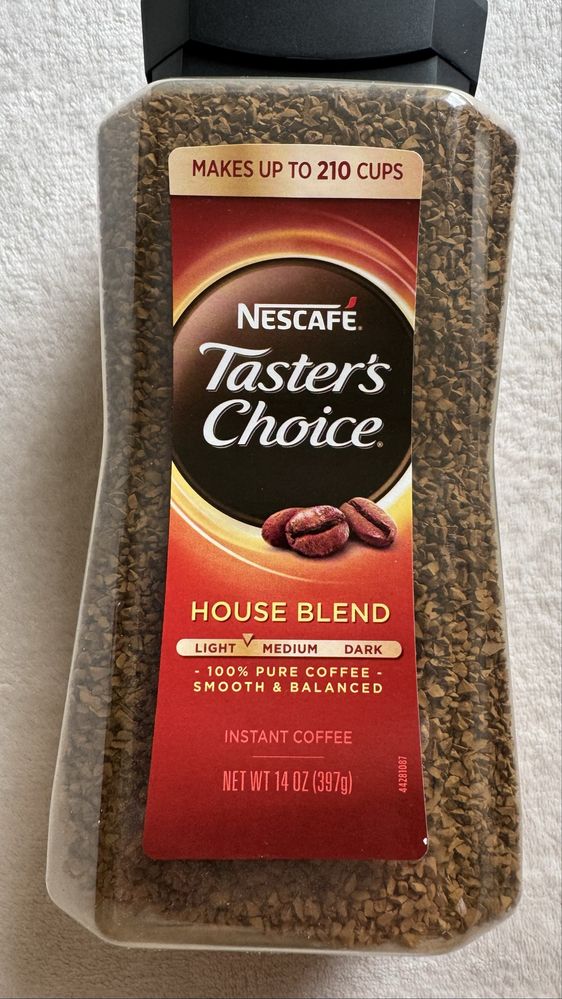 MAKES UP TO 210 CUPS
NESCAFÉ®
Taster's
Choice®
HOUSE BLEND
LIGHT MEDIUM DARK
- 100% PURE COFFEE -
SMOOTH & BALANCED
INSTANT COFFEE
NET WT 14 OZ (397g)
44281087